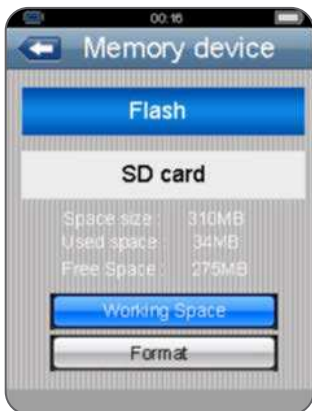 00:16
Memory device
Flash
SD card
Space size : 310MB
Used space : 34MB
Free Space : 275MB
Working Space
Format